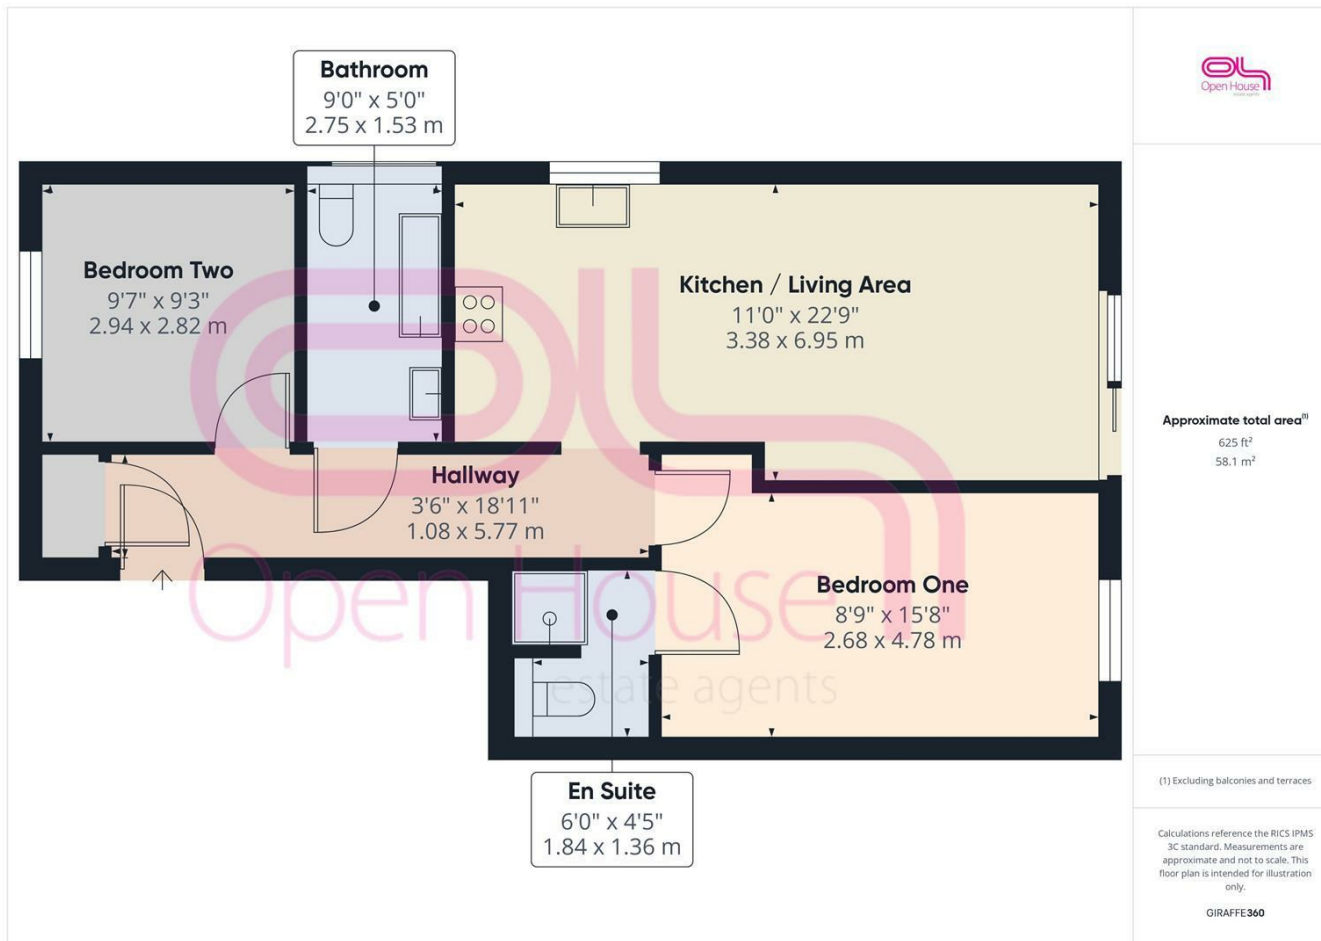 Bathroom
9'0" x 5'0"
2.75 x 1.53 m
Bedroom Two
9'7" x 9'3"
2.94 x 2.82 m
Kitchen / Living Area
11'0" x 22'9"
3.38 x 6.95 m
Hallway
3'6" x 18'11"
1.08 x 5.77 m
Bedroom One
8'9" x 15'8"
2.68 x 4.78 m
En Suite
6'0" x 4'5"
1.84 x 1.36 m
Open House
estate agents
Open House
estate agents
Approximate total area(1)
625 ft²
58.1 m²
(1) Excluding balconies and terraces
Calculations reference the RICS IPMS
3C standard. Measurements are
approximate and not to scale. This
floor plan is intended for illustration
only.
GIRAFFE360